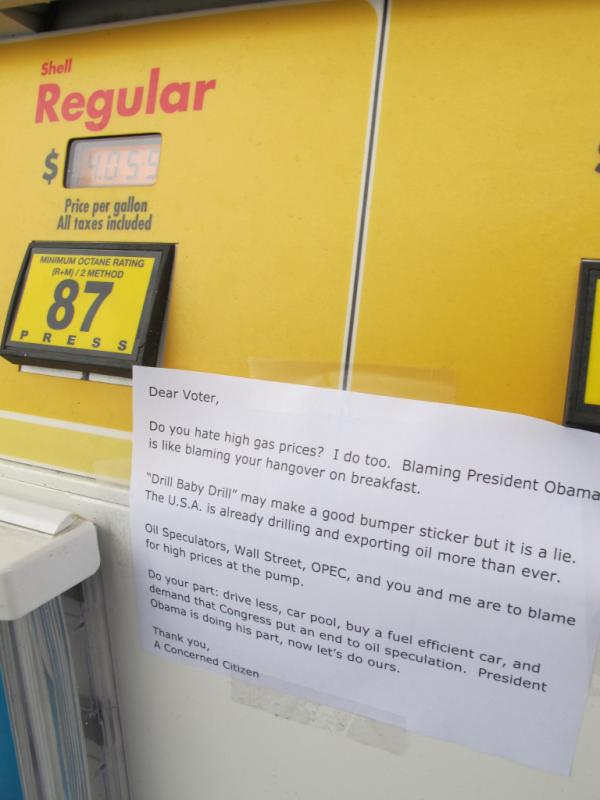 Shell
Regular
$ 4.055
Price per gallon
All taxes included
MINIMUM OCTANE RATING
(R+M) / 2 METHOD
87
PRESS
Dear Voter,
Do you hate high gas prices? I do too. Blaming President Obama
is like blaming your hangover on breakfast.
“Drill Baby Drill” may make a good bumper sticker but it is a lie.
The U.S.A. is already drilling and exporting oil more than ever.
Oil Speculators, Wall Street, OPEC, and you and me are to blame
for high prices at the pump.
Do your part: drive less, car pool, buy a fuel efficient car, and
demand that Congress put an end to oil speculation. President
Obama is doing his part, now let's do ours.
Thank you,
A Concerned Citizen